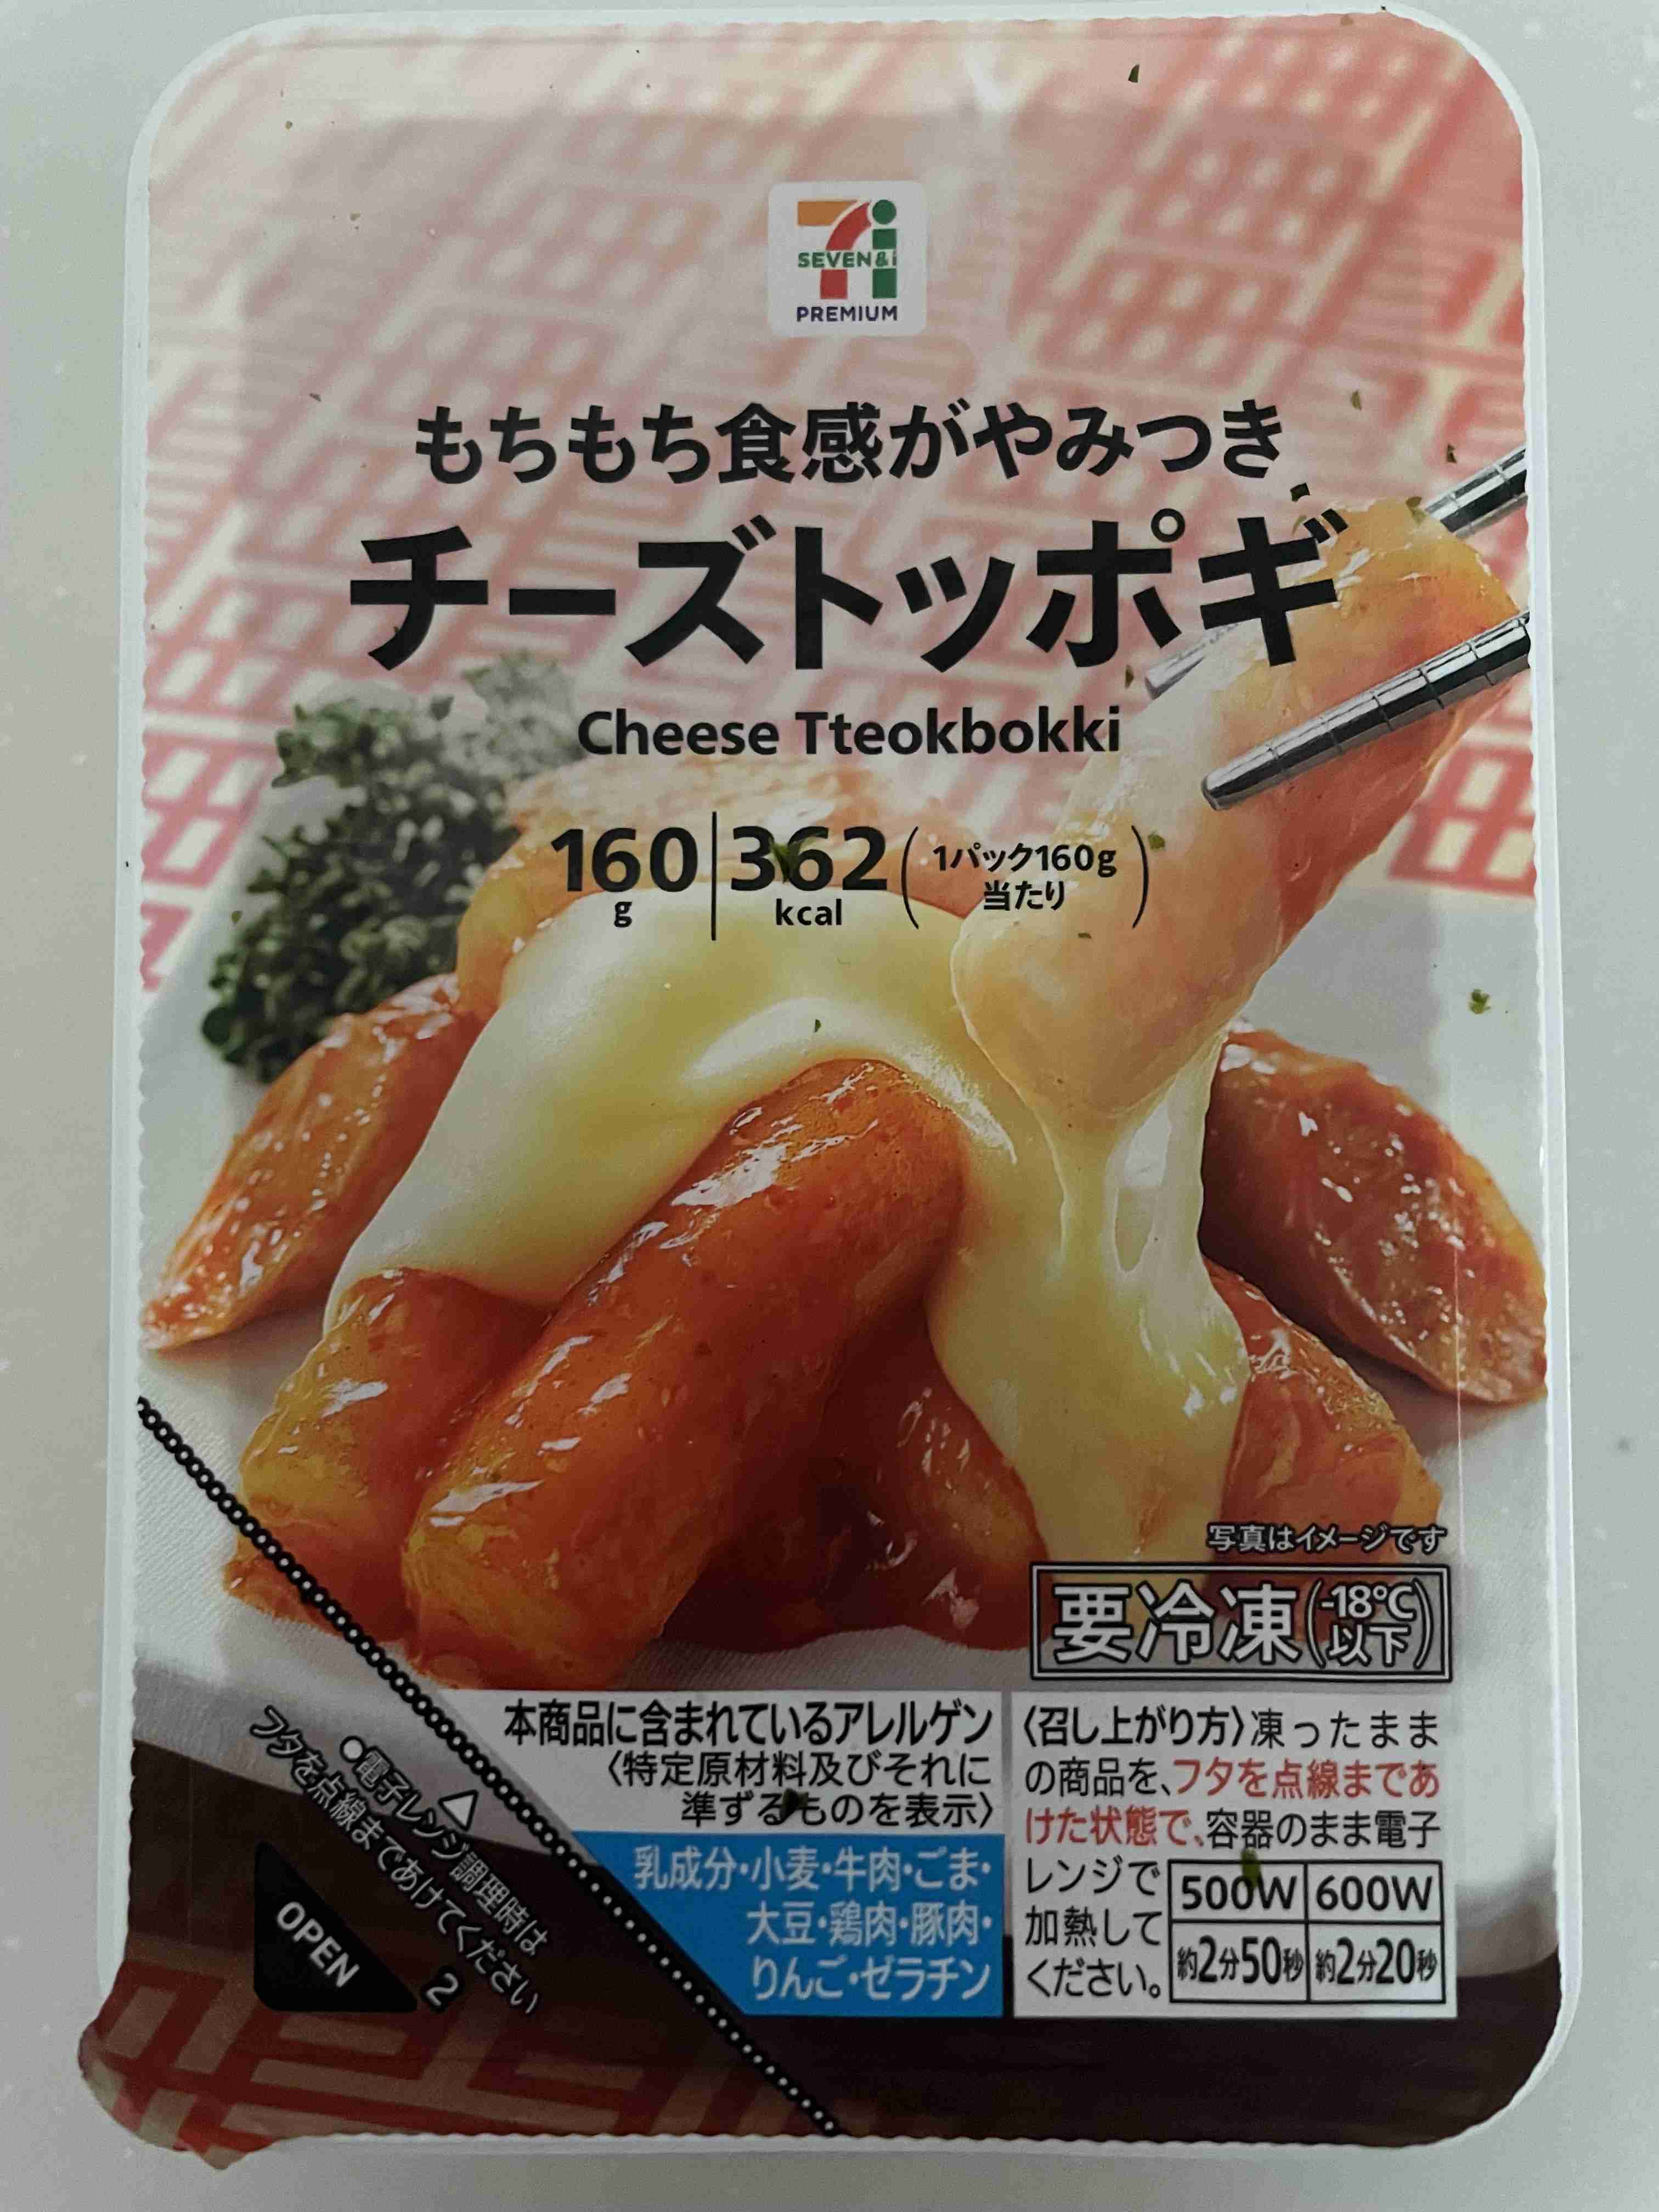 SEVEN&i
PREMIUM
もちもち食感がやみつき
チーズトッポギ
Cheese Tteokbokki
160g 362kcal (1パック160g当たり)
写真はイメージです
要冷凍(-18℃以下)
本商品に含まれているアレルゲン
〈特定原材料及びそれに
準ずるものを表示〉
乳成分・小麦・牛肉・ごま・
大豆・鶏肉・豚肉・
りんご・ゼラチン
〈召し上がり方〉凍ったまま
の商品を、フタを点線まであ
けた状態で、容器のまま電子
レンジで
加熱して
ください。
500W 600W
約2分50秒 約2分20秒
●電子レンジ調理時は
フタを点線まであけてください
OPEN
2